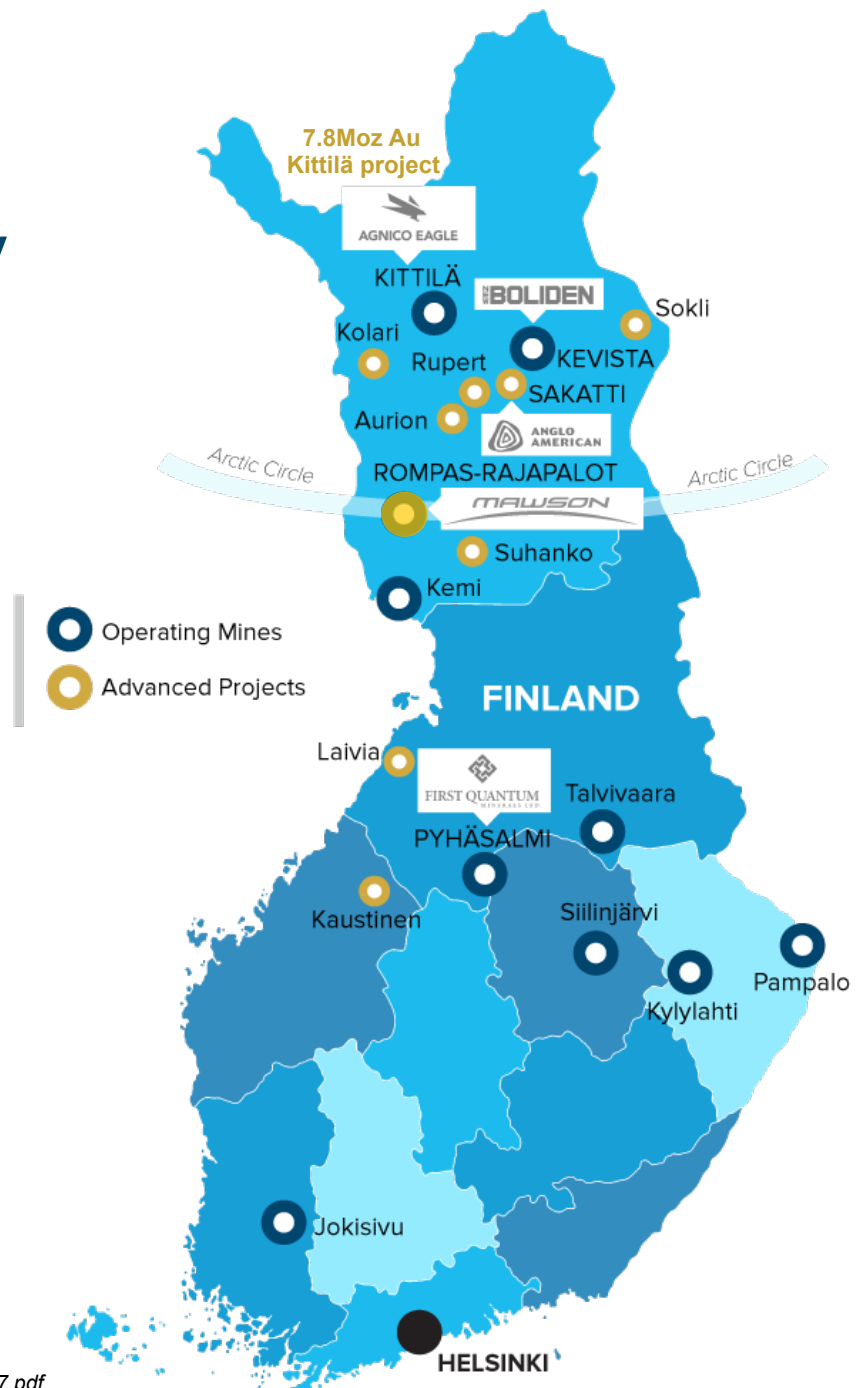 7.8Moz Au
Kittilä project
AGNICO EAGLE
KITTILÄ
BOLIDEN
Sokli
Kolari
Rupert
KEVISTA
SAKATTI
Aurion
ANGLO
AMERICAN
Arctic Circle
ROMPAS-RAJAPALOT
Arctic Circle
MAWSON
Suhanko
Kemi
Operating Mines
Advanced Projects
FINLAND
Laivia
FIRST QUANTUM
MINERALS LTD.
Talvivaara
PYHÄSALMI
Kaustinen
Siilinjärvi
Pampalo
Kylylahti
Jokisivu
HELSINKI
7.pdf